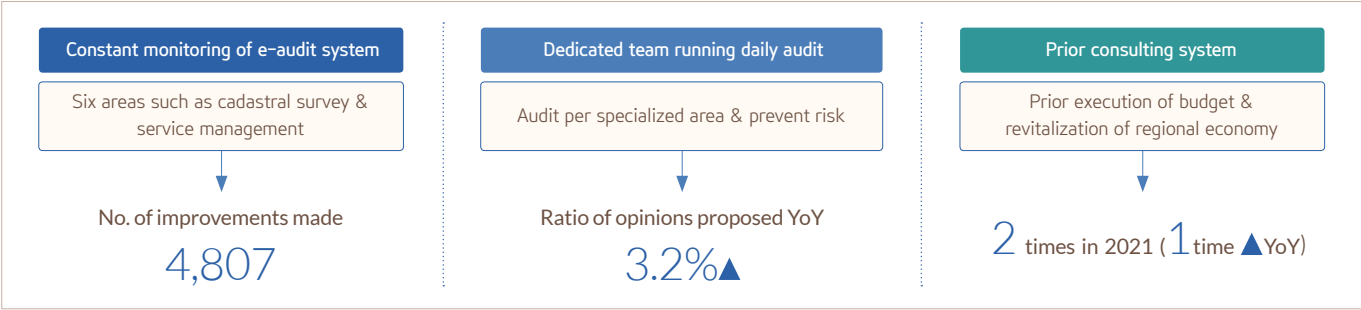 Constant monitoring of e-audit system
Six areas such as cadastral survey &
service management
No. of improvements made
4,807
Dedicated team running daily audit
Audit per specialized area & prevent risk
Ratio of opinions proposed YoY
3.2%▲
Prior consulting system
Prior execution of budget &
revitalization of regional economy
2 times in 2021 (1 time ▲YoY)